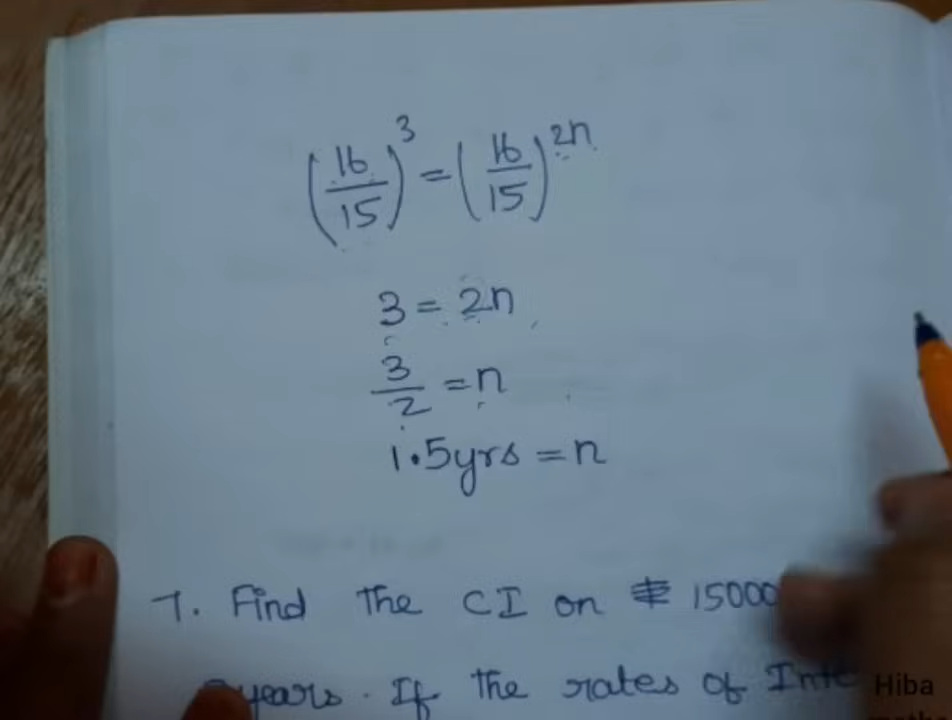 (16/15)³ = (16/15)²ⁿ
3 = 2n
3/2 = n
1.5yrs = n
7. Find the CI on ₹ 15000
years. If the rates of
Hiba